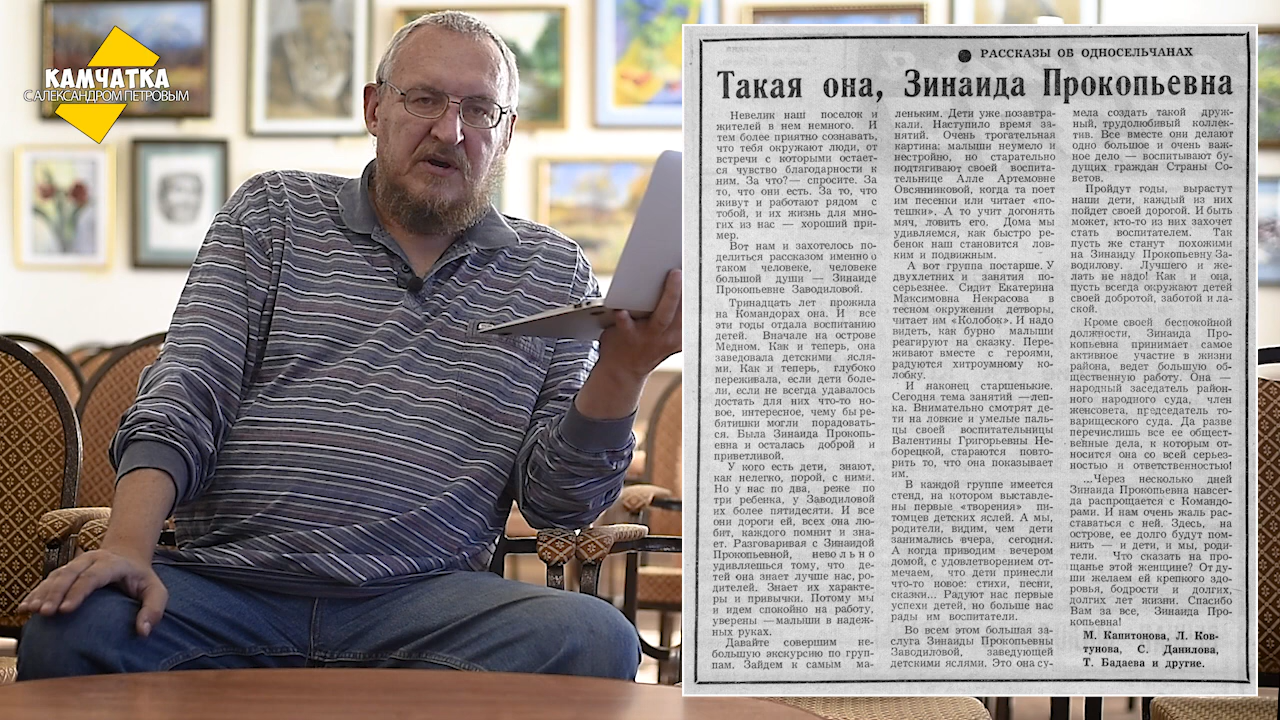 КАМЧАТКА
С АЛЕКСАНДРОМ ПЕТРОВЫМ
● РАССКАЗЫ ОБ ОДНОСЕЛЬЧАНАХ
Такая она, Зинаида Прокопьевна
Невелик наш поселок и
жителей в нем немного. И
тем более приятно сознавать,
что тебя окружают люди, от
встречи с которыми остает-
ся чувство благодарности к
ним. За что? — спросите. За
то, что они есть. За то, что
живут и работают рядом с
тобой, и их жизнь для мно-
гих из нас — хороший при-
мер.
Вот нам и захотелось по-
делиться рассказом именно о
таком человеке, человеке
большой души — Зинаиде
Прокопьевне Заводиловой.
Тринадцать лет прожила
на Командорах она. И все
эти годы отдала воспитанию
детей. Вначале на острове
Медном. Как и теперь, она
заведовала детскими ясля-
ми. Как и теперь, глубоко
переживала, если дети боле-
ли, если не всегда удавалось
достать для них что-то но-
вое, интересное, чему бы ре-
бятишки могли порадовать-
ся. Была Зинаида Прокопь-
евна и осталась доброй и
приветливой.
У кого есть дети, знают,
как нелегко, порой, с ними.
Но у нас по два, реже по
три ребенка, у Заводиловой
их более пятидесяти. И все
они дороги ей, всех она лю-
бит, каждого помнит и зна-
ет. Разговаривая с Зинаидой
Прокопьевной, невольно
удивляешься тому, что де-
тей она знает лучше нас, ро-
дителей. Знает их характе-
ры и привычки. Потому мы
и идем спокойно на работу,
уверены — малыши в надеж-
ных руках.
Давайте совершим не-
большую экскурсию по груп-
пам. Зайдем к самым ма-
леньким. Дети уже позавтра-
кали. Наступило время за-
нятий. Очень трогательная
картина: малыши неумело и
нестройно, но старательно
подтягивают своей воспита-
тельнице Алле Артемовне
Овсянниковой, когда та поет
им песенки или читает «по-
тешки». А то учит догонять
мяч, ловить его. Дома мы
удивляемся, как быстро ре-
бенок наш становится лов-
ким и подвижным.
А вот группа постарше. У
двухлетних и занятия по-
серьезнее. Сидит Екатерина
Максимовна Некрасова в
тесном окружении детворы,
читает им «Колобок». И надо
видеть, как бурно малыши
реагируют на сказку. Пере-
живают вместе с героями,
радуются хитроумному ко-
лобку.
И наконец старшенькие.
Сегодня тема занятий —леп-
ка. Внимательно смотрят де-
ти на ловкие и умелые паль-
цы своей воспитательницы
Валентины Григорьевны Не-
борецкой, стараются повто-
рить то, что она показывает
им.
В каждой группе имеется
стенд, на котором выставле-
ны первые «творения» пи-
томцев детских яслей. А мы,
родители, видим, чем дети
занимались вчера, сегодня.
А когда приводим вечером
домой, с удовлетворением от-
мечаем, что дети принесли
что-то новое: стихи, песни,
сказки... Радуют нас первые
успехи детей, но больше нас
рады им воспитатели.
Во всем этом большая за-
слуга Зинаиды Прокопьевны
Заводиловой, заведующей
детскими яслями. Это она су-
мела создать такой друж-
ный, трудолюбивый коллек-
тив. Все вместе они делают
одно большое и очень важ-
ное дело — воспитывают бу-
дущих граждан Страны Со-
ветов.
Пройдут годы, вырастут
наши дети, каждый из них
пойдет своей дорогой. И быть
может, кто-то из них захочет
стать воспитателем. Так
пусть же станут похожими
на Зинаиду Прокопьевну За-
водилову. Лучшего и же-
лать не надо! Как и она,
пусть всегда окружают детей
своей добротой, заботой и ла-
ской.
Кроме своей беспокойной
должности, Зинаида Про-
копьевна принимает самое
активное участие в жизни
района, ведет большую об-
щественную работу. Она —
народный заседатель район-
ного народного суда, член
женсовета, председатель то-
варищеского суда. Да разве
перечислишь все ее общест-
венные дела, к которым от-
носится она со всей серьез-
ностью и ответственностью!
...Через несколько дней
Зинаида Прокопьевна навсег-
да распрощается с Командо-
рами. И нам очень жаль рас-
ставаться с ней. Здесь, на
острове, ее долго будут пом-
нить — и дети, и мы, роди-
тели. Что сказать на про-
щанье этой женщине? От ду-
ши желаем ей крепкого здо-
ровья, бодрости и долгих,
долгих лет жизни. Спасибо
Вам за все, Зинаида Про-
копьевна!
М. Капитонова, Л. Ков-
тунова, С. Данилова,
Т. Бадаева и другие.